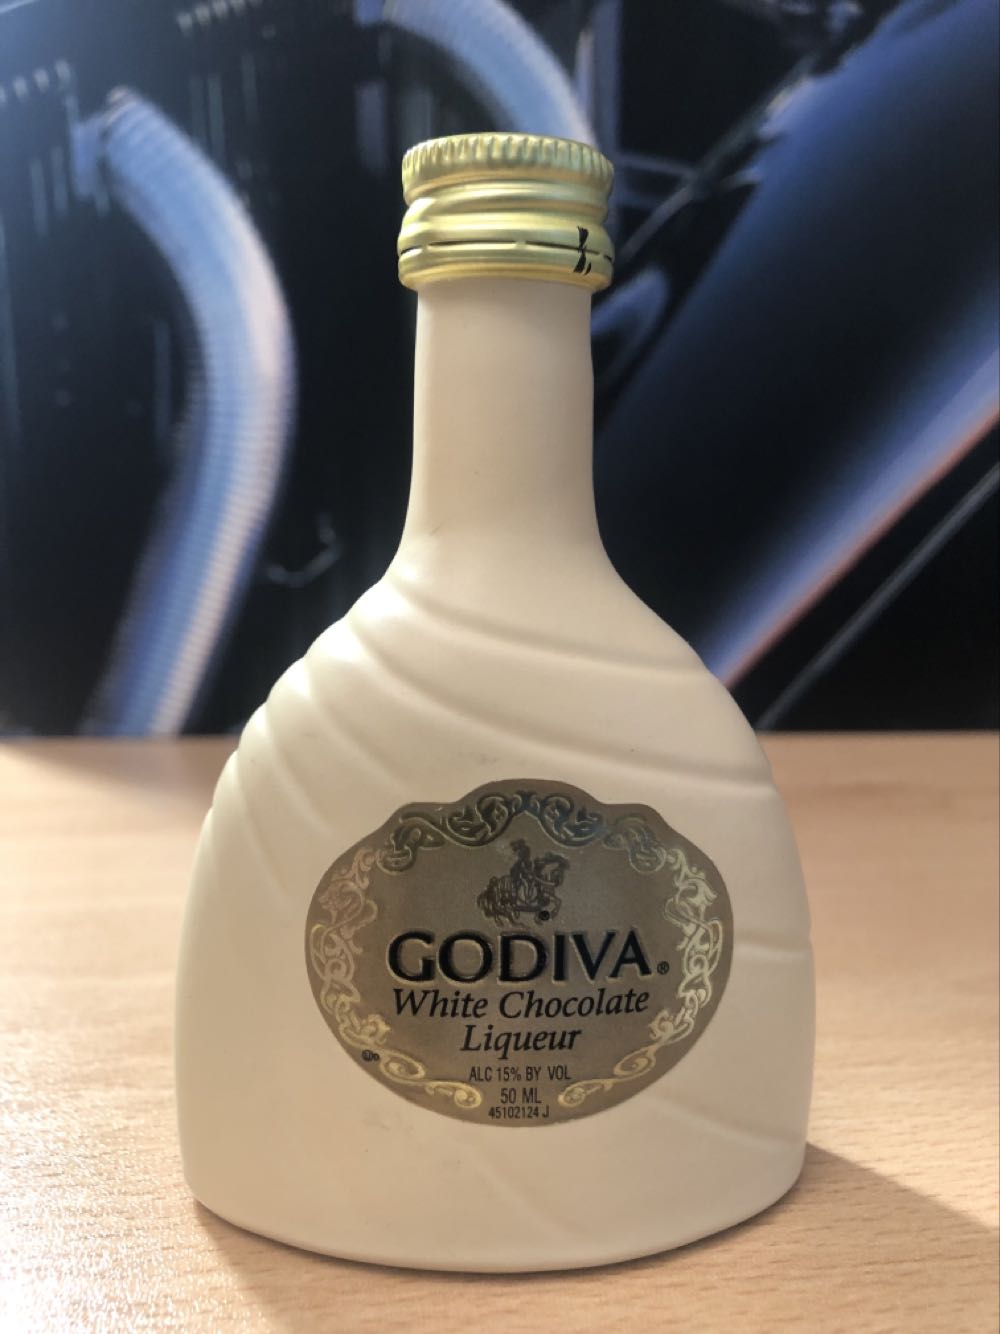 GODIVA®
White Chocolate
Liqueur
ALC 15% BY VOL
50 ML
45102124 J